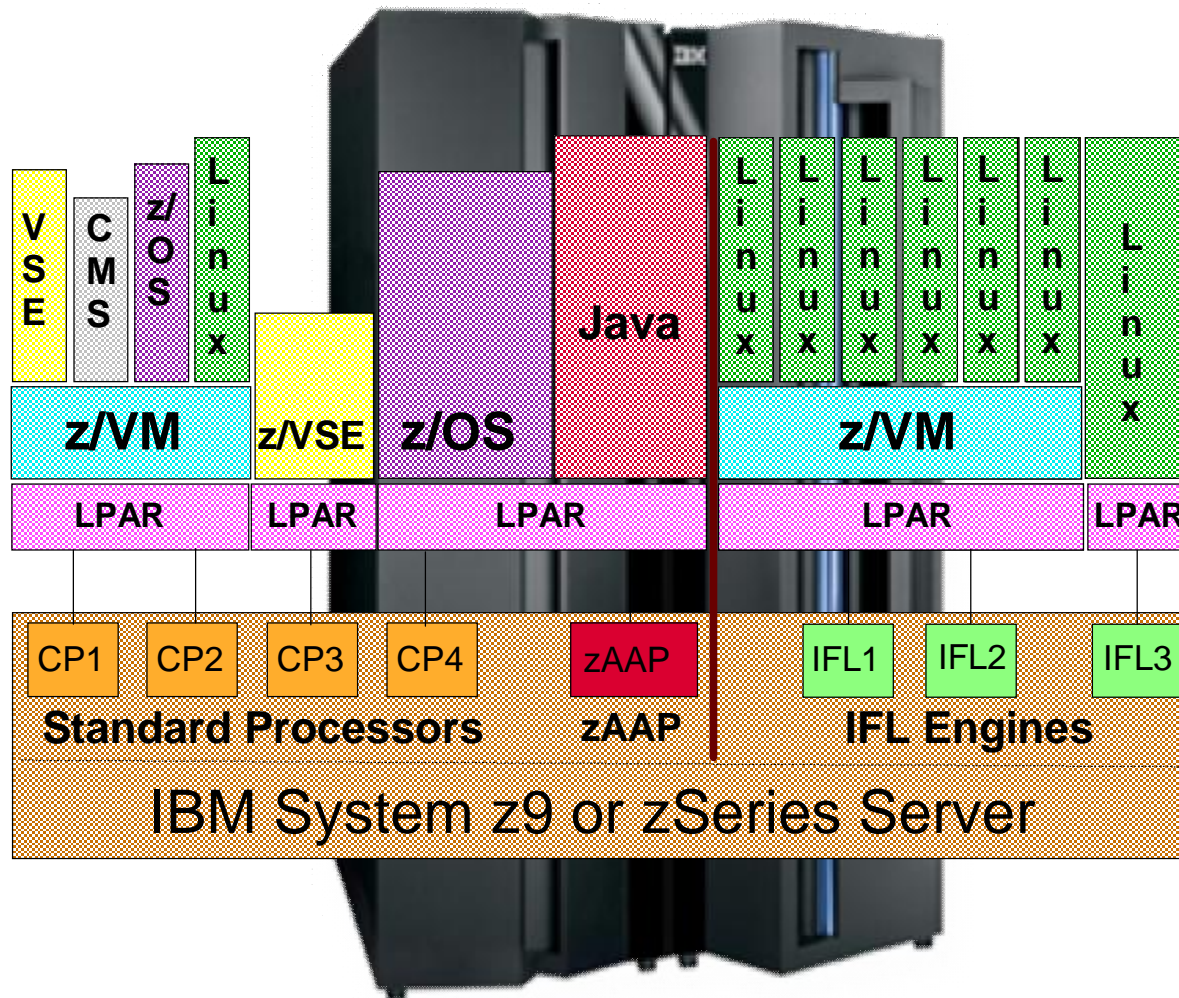 IBM
VSE
CMS
z/OS
Linux
Java
Linux
Linux
Linux
Linux
Linux
Linux
Linux
z/VM
z/VSE
z/OS
z/VM
LPAR
LPAR
LPAR
LPAR
LPAR
CP1
CP2
CP3
CP4
zAAP
IFL1
IFL2
IFL3
Standard Processors
zAAP
IFL Engines
IBM System z9 or zSeries Server